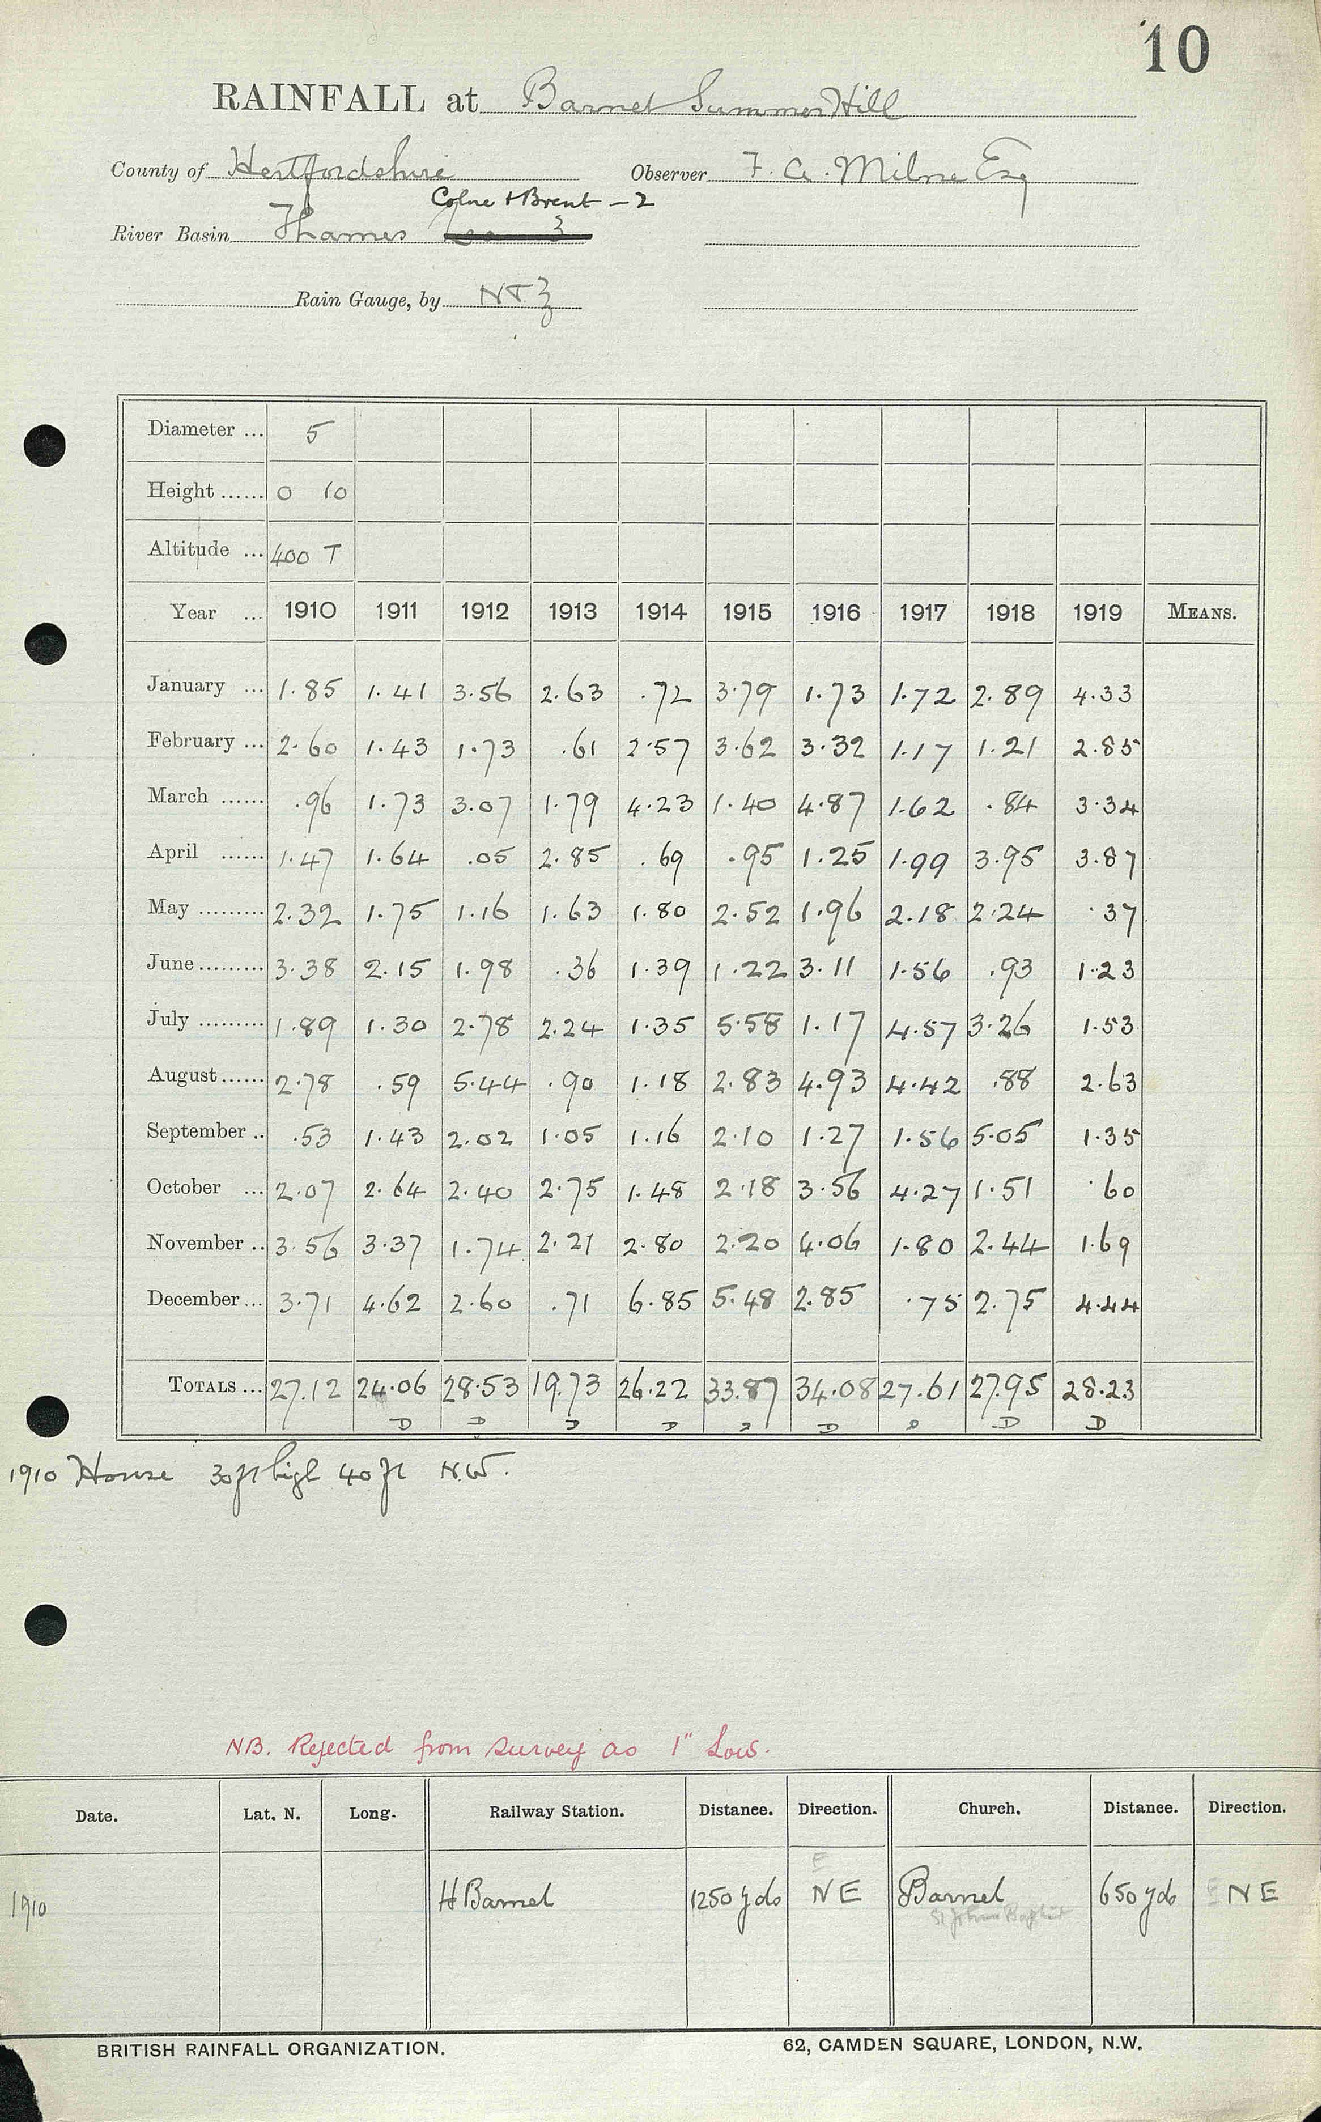 10
RAINFALL at Barnet Summer Hill
County of Hertfordshire Observer F. A. Milne Esq
Colne & Brent - 2
River Basin Thames 3
Rain Gauge, by N & Z
Diameter ... 5
Height ...... 0 10
Altitude ... 400 T
Year ... 1910 1911 1912 1913 1914 1915 1916 1917 1918 1919 MEANS.
January ... 1.85 1.41 3.56 2.63 .72 3.79 1.73 1.72 2.89 4.33
February ... 2.60 1.43 1.73 .61 2.57 3.62 3.32 1.17 1.21 2.85
March ...... .96 1.73 3.07 1.79 4.23 1.40 4.87 1.62 .84 3.34
April ...... 1.47 1.64 .05 2.85 .69 .95 1.25 1.99 3.95 3.87
May ......... 2.32 1.75 1.16 1.63 1.80 2.52 1.96 2.18 2.24 .37
June ......... 3.38 2.15 1.98 .36 1.39 1.22 3.11 1.56 .93 1.23
July ......... 1.89 1.30 2.78 2.24 1.35 5.58 1.17 4.57 3.26 1.53
August ...... 2.78 .59 5.44 .90 1.18 2.83 4.93 4.42 .88 2.63
September .. .53 1.43 2.02 1.05 1.16 2.10 1.27 1.56 5.05 1.35
October ... 2.07 2.64 2.40 2.75 1.48 2.18 3.56 4.27 1.51 .60
November .. 3.56 3.37 1.74 2.21 2.80 2.20 4.06 1.80 2.44 1.69
December ... 3.71 4.62 2.60 .71 6.85 5.48 2.85 .75 2.75 4.44
TOTALS ... 27.12 24.06 28.53 19.73 26.22 33.87 34.08 27.61 27.95 28.23
D D D D D D D D D
1910 House 30ft high 40ft N.W.
NB. Rejected from survey as 1" Low.
Date. Lat. N. Long. Railway Station. Distance. Direction. Church. Distance. Direction.
E
1910 H Barnet 1250 yds NE Barnet 650 yds NE
St John Baptist
BRITISH RAINFALL ORGANIZATION. 62, CAMDEN SQUARE, LONDON, N.W.